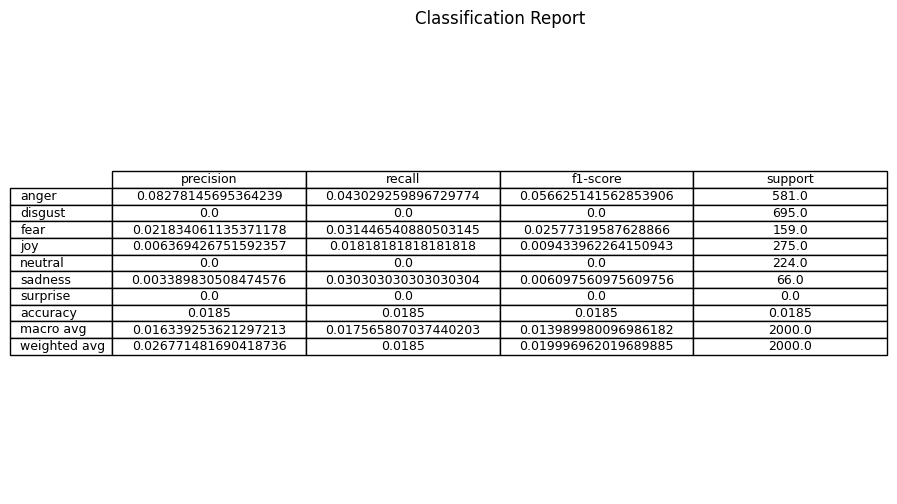 Classification Report
precision recall f1-score support
anger 0.08278145695364239 0.043029259896729774 0.056625141562853906 581.0
disgust 0.0 0.0 0.0 695.0
fear 0.021834061135371178 0.031446540880503145 0.02577319587628866 159.0
joy 0.006369426751592357 0.01818181818181818 0.009433962264150943 275.0
neutral 0.0 0.0 0.0 224.0
sadness 0.003389830508474576 0.030303030303030304 0.006097560975609756 66.0
surprise 0.0 0.0 0.0 0.0
accuracy 0.0185 0.0185 0.0185 0.0185
macro avg 0.016339253621297213 0.017565807037440203 0.013989980096986182 2000.0
weighted avg 0.026771481690418736 0.0185 0.019996962019689885 2000.0